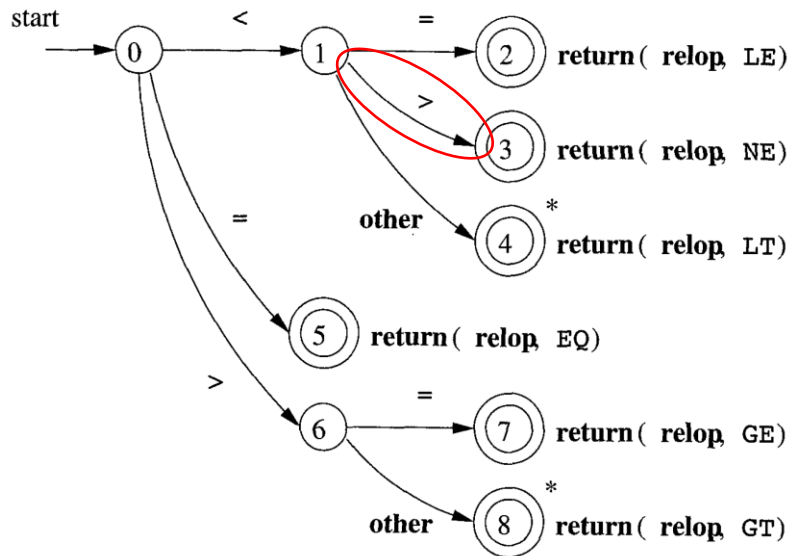 start
0 < 1 = 2 return( relop, LE)
> 3 return( relop, NE)
other 4 * return( relop, LT)
= 5 return( relop, EQ)
> 6 = 7 return( relop, GE)
other 8 * return( relop, GT)